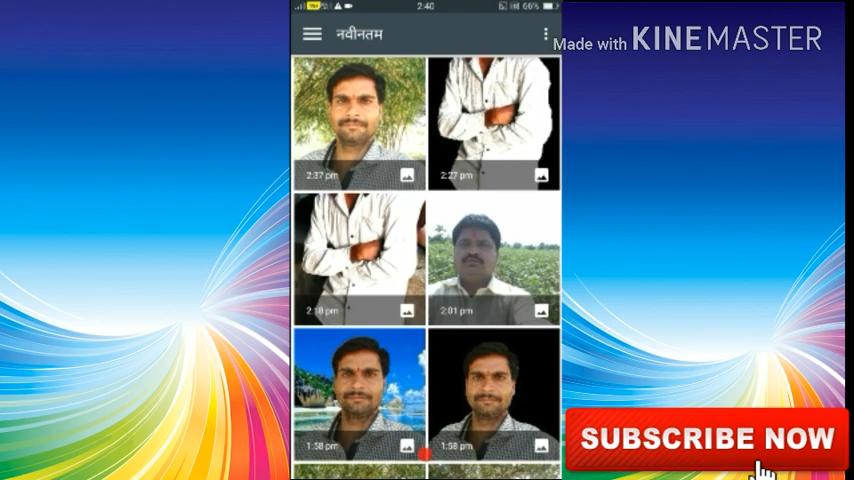 2:40
66%
नवीनतम
Made with KINEMASTER
2:37 pm
2:27 pm
2:18 pm
2:01 pm
1:58 pm
1:58 pm
SUBSCRIBE NOW